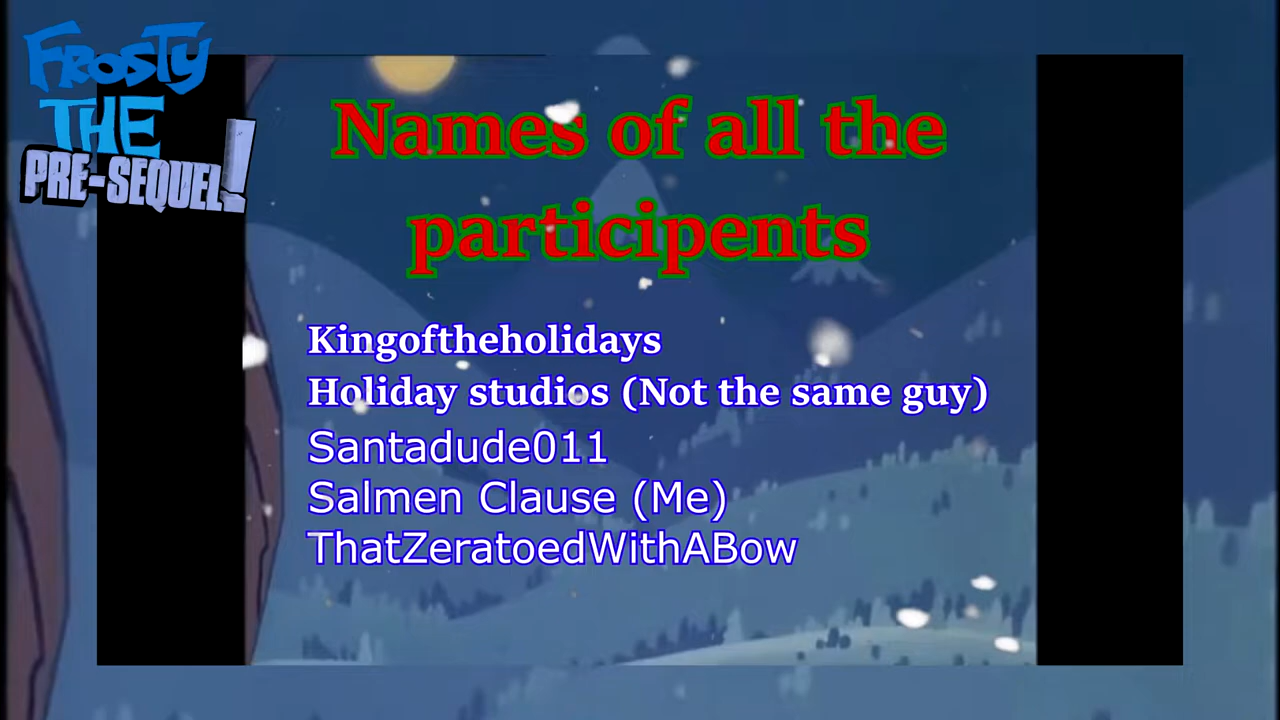 FROSTY
THE
PRE-SEQUEL!
Names of all the
participents
Kingoftheholidays
Holiday studios (Not the same guy)
Santadude011
Salmen Clause (Me)
ThatZeratoedWithABow